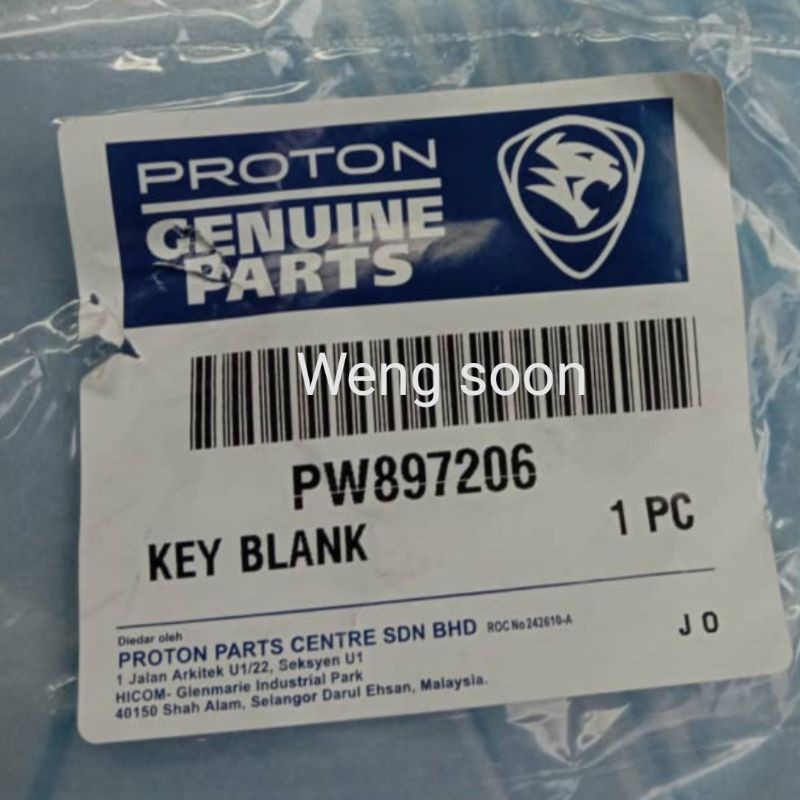 PROTON
GENUINE
PARTS
Weng soon
PW897206
KEY BLANK
1 PC
Diedar oleh
PROTON PARTS CENTRE SDN BHD ROC No 242610-A
J O
1 Jalan Arkitek U1/22, Seksyen U1
HICOM- Glenmarie Industrial Park
40150 Shah Alam, Selangor Darul Ehsan, Malaysia.